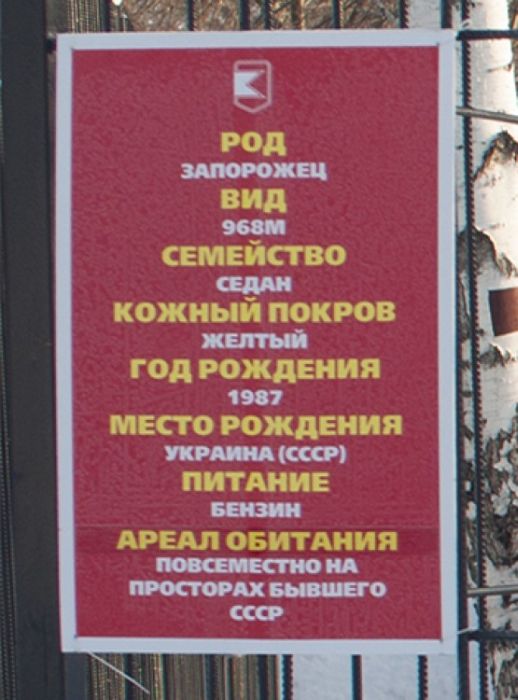 РОД
ЗАПОРОЖЕЦ
ВИД
968М
СЕМЕЙСТВО
СЕДАН
КОЖНЫЙ ПОКРОВ
ЖЕЛТЫЙ
ГОД РОЖДЕНИЯ
1987
МЕСТО РОЖДЕНИЯ
УКРАИНА (СССР)
ПИТАНИЕ
БЕНЗИН
АРЕАЛ ОБИТАНИЯ
ПОВСЕМЕСТНО НА
ПРОСТОРАХ БЫВШЕГО
СССР